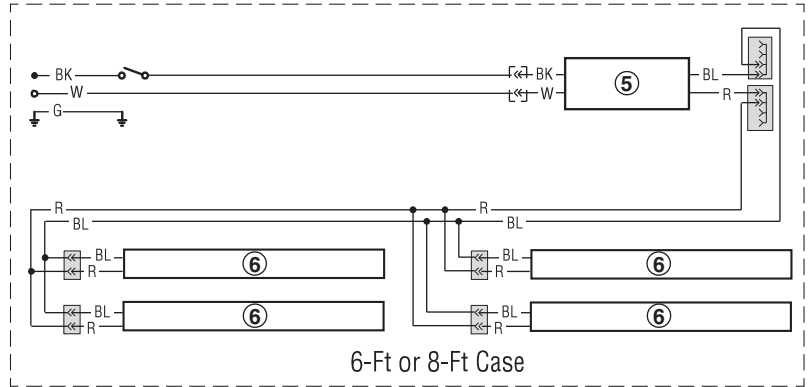 BK BK BL
5
W W R
G
R R
BL BL
BL 6 BL 6
R R
BL 6 BL 6
R R
6-Ft or 8-Ft Case